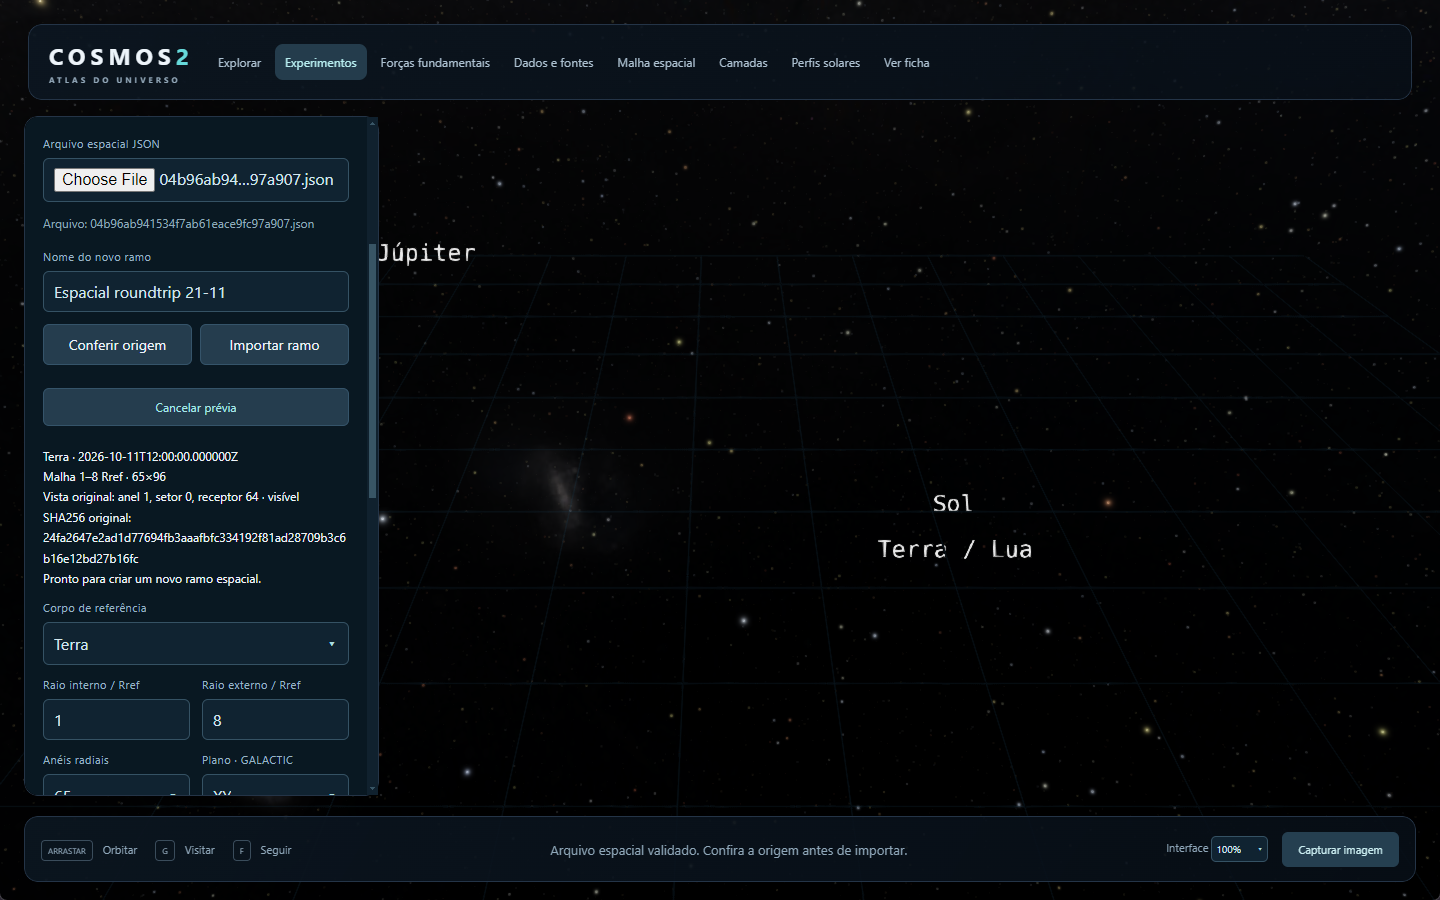 COSMOS2
ATLAS DO UNIVERSO
Explorar
Experimentos
Forças fundamentais
Dados e fontes
Malha espacial
Camadas
Perfis solares
Ver ficha
Arquivo espacial JSON
Choose File 04b96ab94...97a907.json
Arquivo: 04b96ab941534f7ab61eace9fc97a907.json
Nome do novo ramo
Espacial roundtrip 21-11
Conferir origem
Importar ramo
Cancelar prévia
Terra · 2026-10-11T12:00:00.000000Z
Malha 1–8 Rref · 65×96
Vista original: anel 1, setor 0, receptor 64 · visível
SHA256 original:
24fa2647e2ad1d77694fb3aaafbfc334192f81ad28709b3c6
b16e12bd27b16fc
Pronto para criar um novo ramo espacial.
Corpo de referência
Terra
Raio interno / Rref
Raio externo / Rref
1
8
Anéis radiais
Plano · GALACTIC
65
XY
Júpiter
Sol
Terra / Lua
ARRASTAR Orbitar
G Visitar
F Seguir
Arquivo espacial validado. Confira a origem antes de importar.
Interface 100%
Capturar imagem